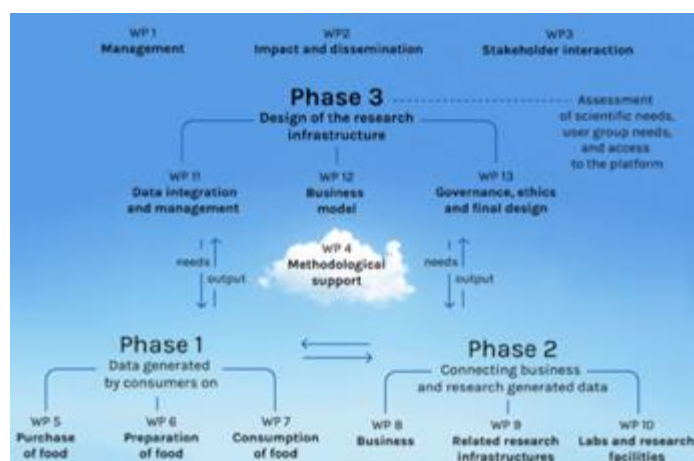 WP 1
Management
WP2
Impact and dissemination
WP3
Stakeholder interaction
Phase 3
Design of the research
infrastructure
Assessment
of scientific needs,
user group needs,
and access
to the platform
WP 11
Data integration
and management
WP 12
Business
model
WP 13
Governance, ethics
and final design
WP 4
Methodological
support
needs
output
needs
output
Phase 1
Data generated
by consumers on
Phase 2
Connecting business
and research generated data
WP 5
Purchase
of food
WP 6
Preparation
of food
WP 7
Consumption
of food
WP 8
Business
WP 9
Related research
infrastructures
WP 10
Labs and research
facilities